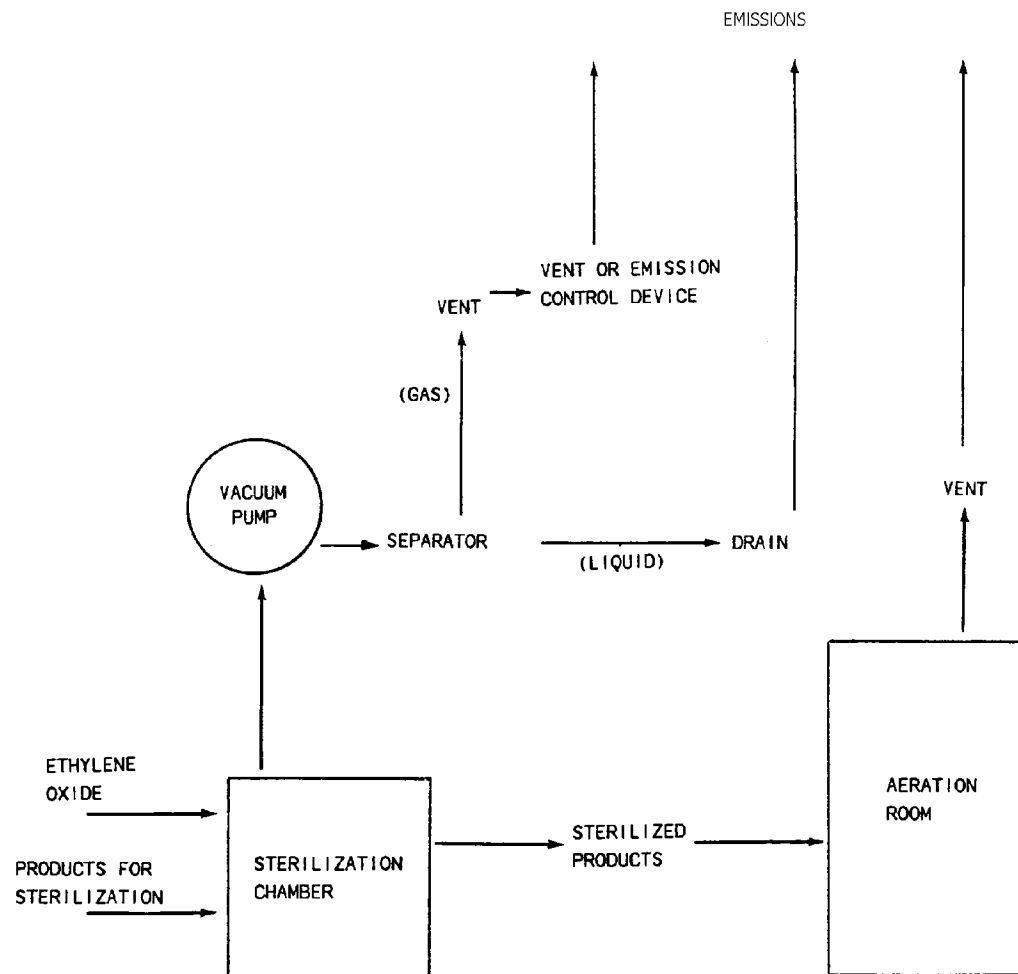 EMISSIONS
VENT OR EMISSION
CONTROL DEVICE
VENT
(GAS)
VACUUM
PUMP
VENT
SEPARATOR
DRAIN
(LIQUID)
ETHYLENE
OXIDE
AERATION
ROOM
STERILIZED
PRODUCTS
PRODUCTS FOR
STERILIZATION
STERILIZATION
CHAMBER